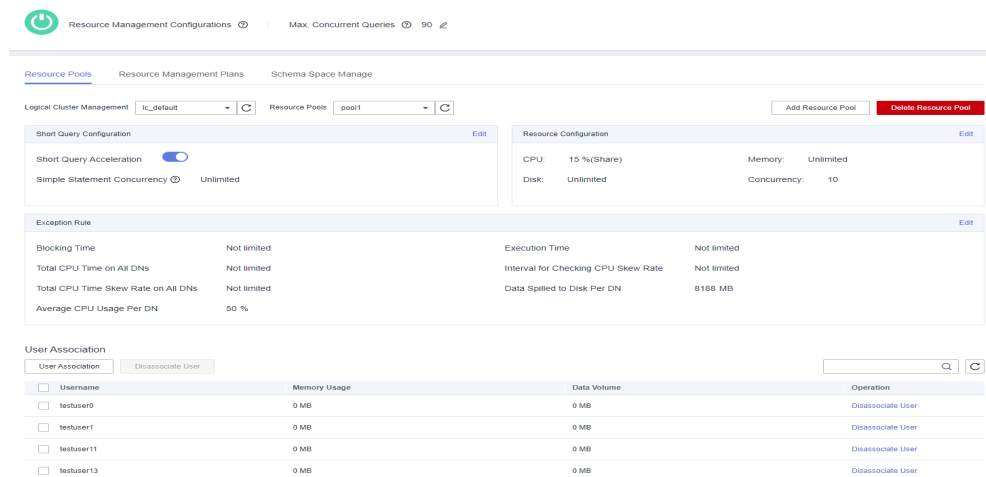 Resource Management Configurations Max. Concurrent Queries 90
Resource Pools Resource Management Plans Schema Space Manage
Logical Cluster Management lc_default Resource Pools pool1 Add Resource Pool Delete Resource Pool
Short Query Configuration Edit
Short Query Acceleration
Simple Statement Concurrency Unlimited
Resource Configuration Edit
CPU: 15 %(Share) Memory: Unlimited
Disk: Unlimited Concurrency: 10
Exception Rule Edit
Blocking Time Not limited Execution Time Not limited
Total CPU Time on All DNs Not limited Interval for Checking CPU Skew Rate Not limited
Total CPU Time Skew Rate on All DNs Not limited Data Spilled to Disk Per DN 8188 MB
Average CPU Usage Per DN 50 %
User Association
User Association Disassociate User
Username Memory Usage Data Volume Operation
testuser0 0 MB 0 MB Disassociate User
testuser1 0 MB 0 MB Disassociate User
testuser11 0 MB 0 MB Disassociate User
testuser13 0 MB 0 MB Disassociate User